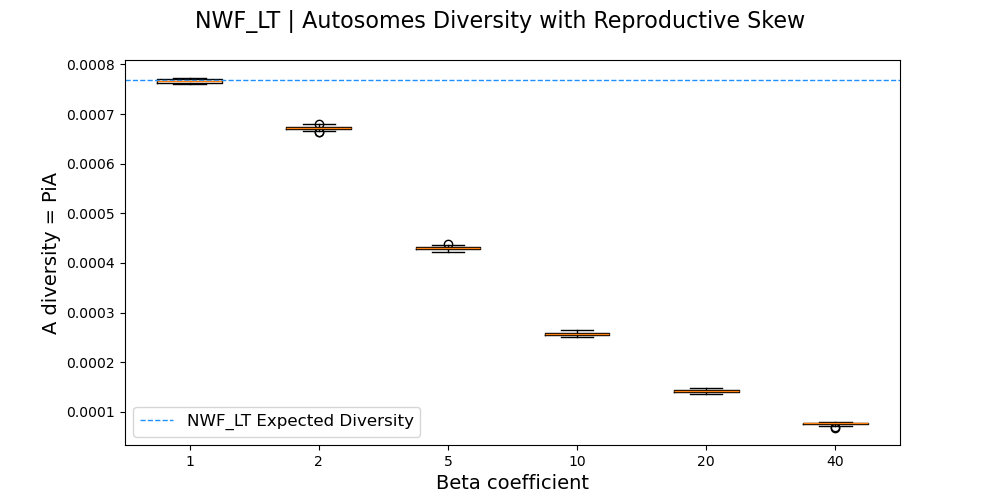 NWF_LT | Autosomes Diversity with Reproductive Skew
A diversity = PiA
0.0008
0.0007
0.0006
0.0005
0.0004
0.0003
0.0002
0.0001
NWF_LT Expected Diversity
1 2 5 10 20 40
Beta coefficient